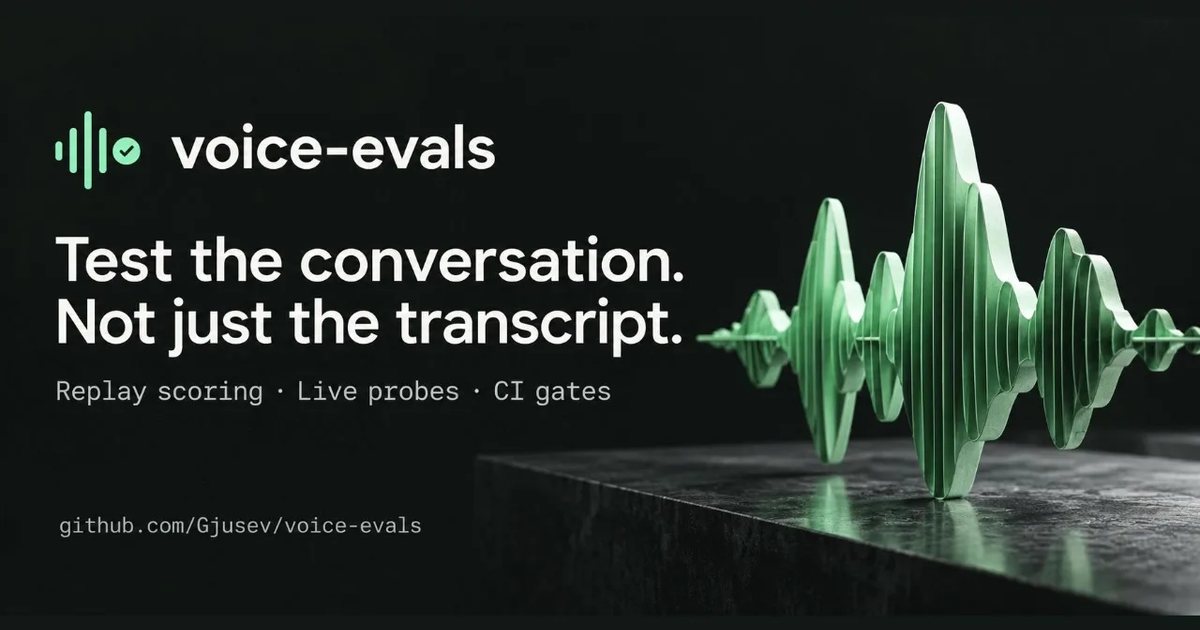 voice-evals
Test the conversation.
Not just the transcript.
Replay scoring · Live probes · CI gates
github.com/Gjusev/voice-evals